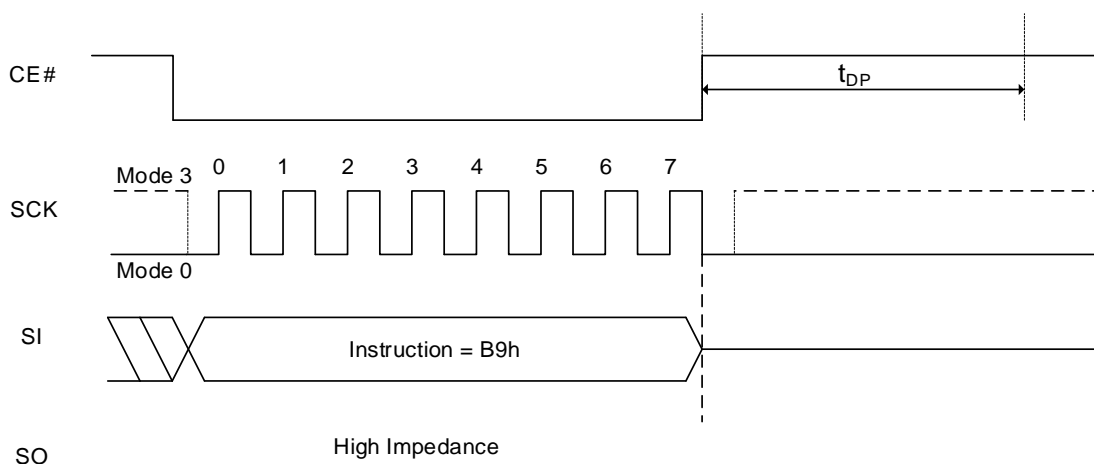 CE#
tDP
Mode 3
0 1 2 3 4 5 6 7
SCK
Mode 0
SI
Instruction = B9h
SO
High Impedance